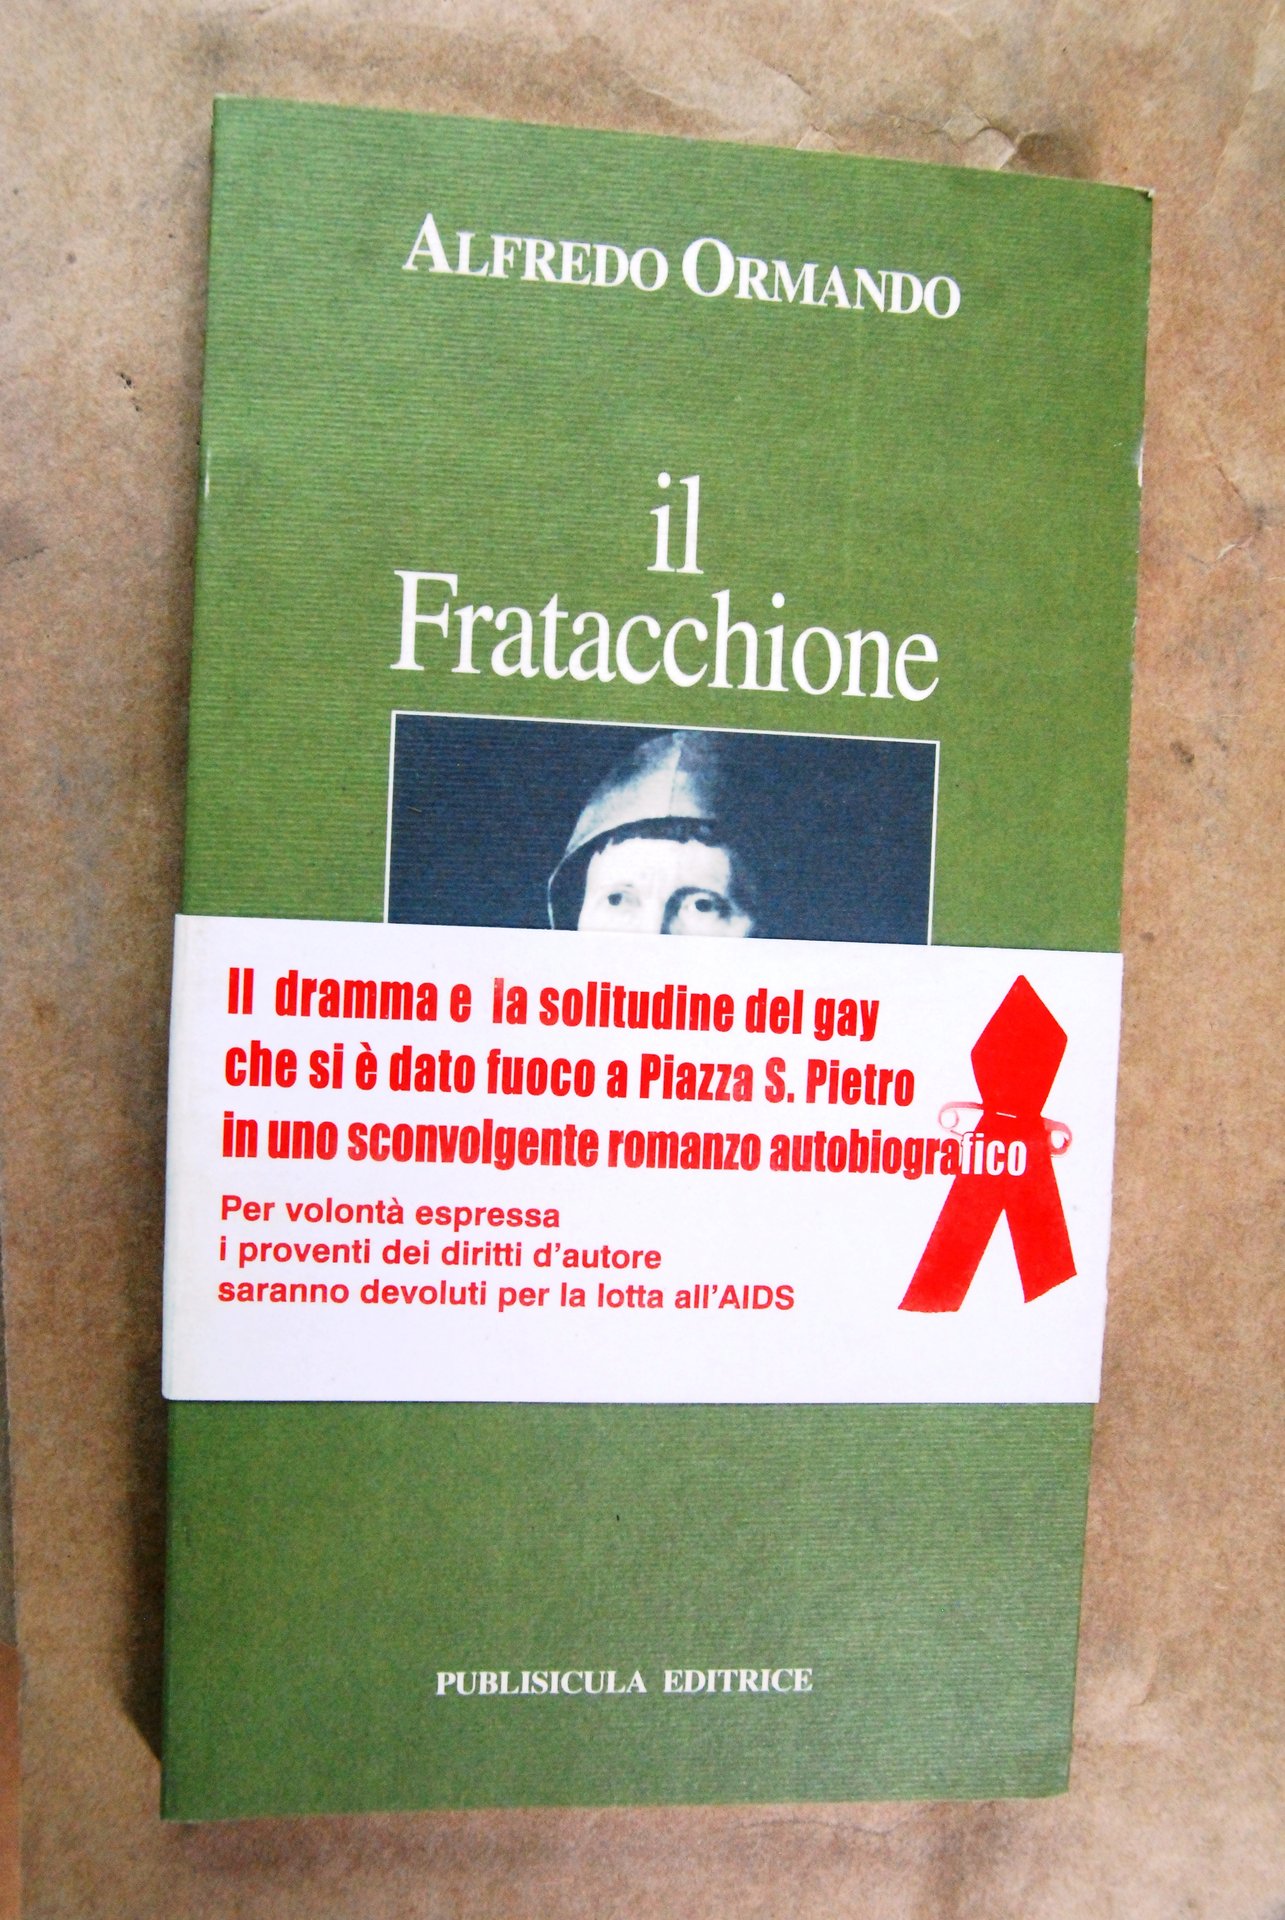 ALFREDO ORMANDO
il
Fratacchione
Il dramma e la solitudine del gay
che si è dato fuoco a Piazza S. Pietro
in uno sconvolgente romanzo autobiografico
Per volontà espressa
i proventi dei diritti d'autore
saranno devoluti per la lotta all'AIDS
PUBLISICULA EDITRICE